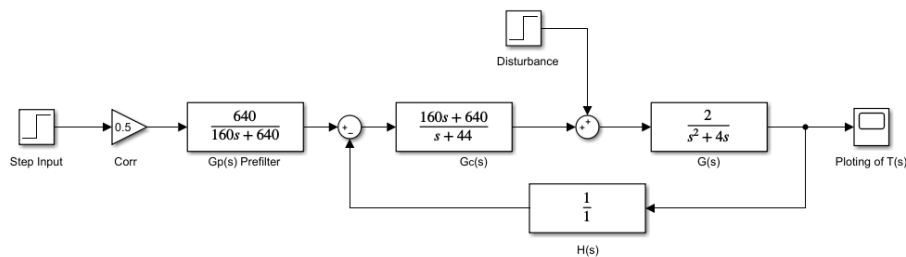 Disturbance
Step Input
0.5
Corr
640
160s + 640
Gp(s) Prefilter
+
−
160s + 640
s + 44
Gc(s)
+
+
2
s² + 4s
G(s)
Ploting of T(s)
1
1
H(s)